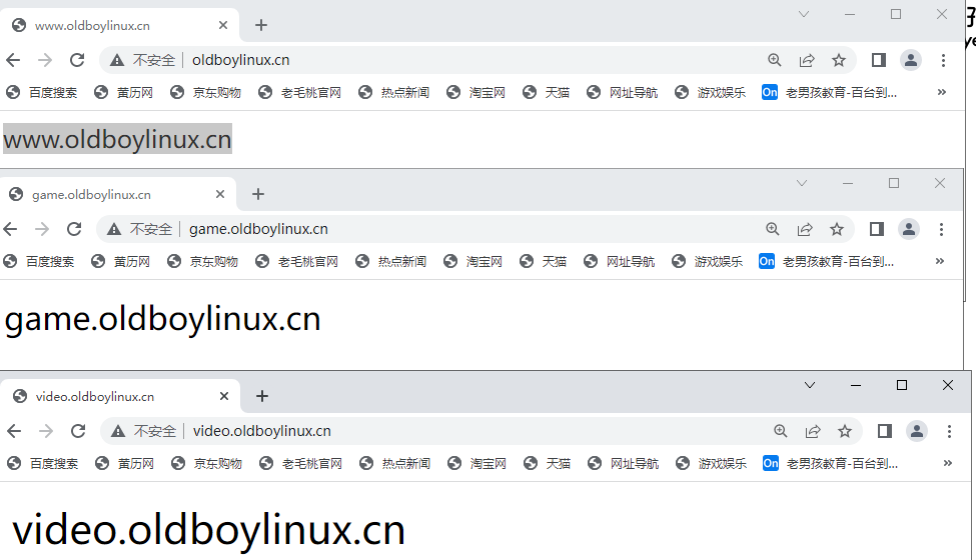 www.oldboylinux.cn
不安全 oldboylinux.cn
百度搜索 黄历网 京东购物 老毛桃官网 热点新闻 淘宝网 天猫 网址导航 游戏娱乐 On 老男孩教育-百台到... »
www.oldboylinux.cn
game.oldboylinux.cn
不安全 game.oldboylinux.cn
百度搜索 黄历网 京东购物 老毛桃官网 热点新闻 淘宝网 天猫 网址导航 游戏娱乐 On 老男孩教育-百台到... »
game.oldboylinux.cn
video.oldboylinux.cn
不安全 video.oldboylinux.cn
百度搜索 黄历网 京东购物 老毛桃官网 热点新闻 淘宝网 天猫 网址导航 游戏娱乐 On 老男孩教育-百台到... »
video.oldboylinux.cn